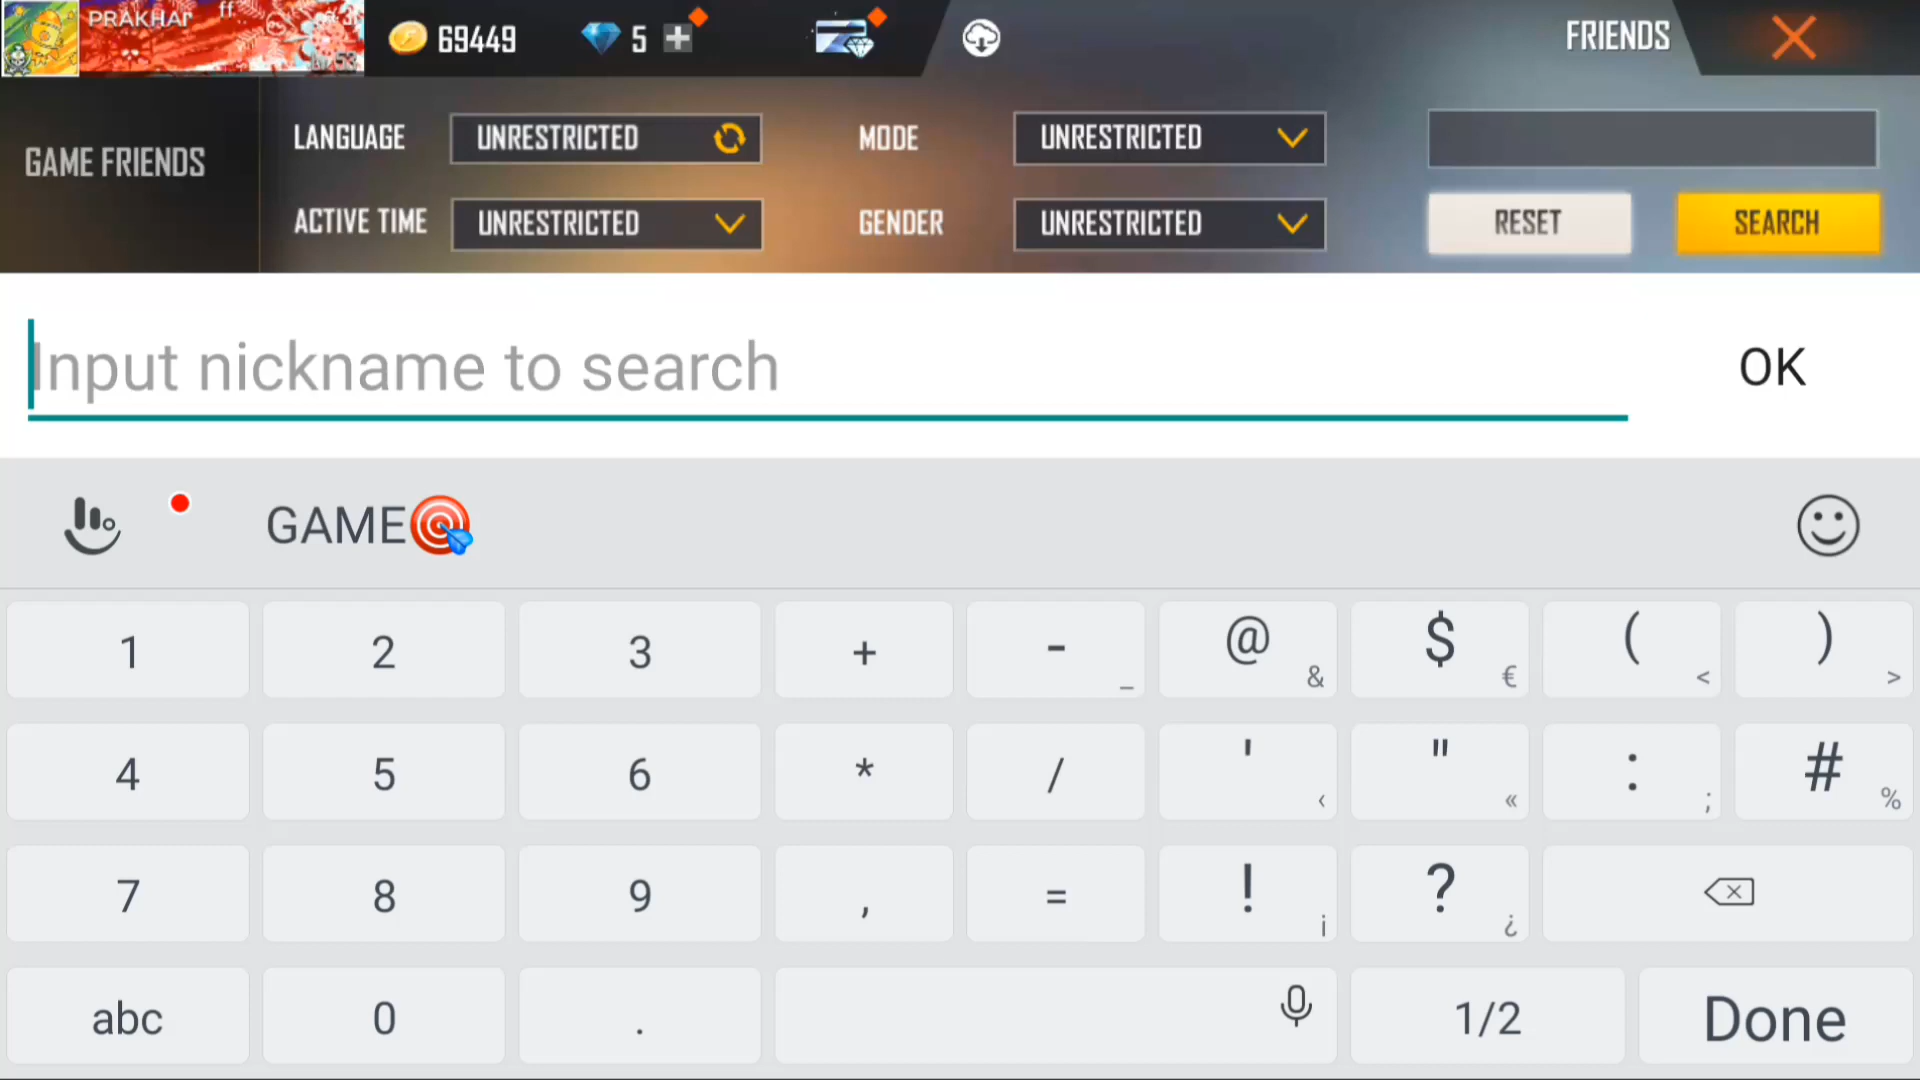 PRAKHAr ff
69449
5
FRIENDS
GAME FRIENDS
LANGUAGE UNRESTRICTED MODE UNRESTRICTED
ACTIVE TIME UNRESTRICTED GENDER UNRESTRICTED RESET SEARCH
Input nickname to search OK
GAME🎯
1 2 3 + - _ @ & $ € ( < ) >
4 5 6 * / ' ‹ " « : ; # %
7 8 9 , = ! ¡ ? ¿
abc 0 . 1/2 Done